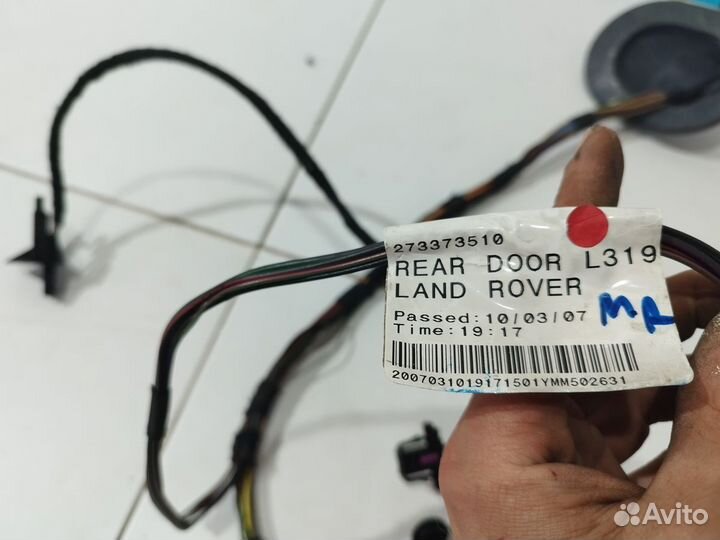 273373510
REAR DOOR L319
LAND ROVER
Passed:10/03/07
Time:19:17
MR
2007031019171501YMM502631
Avito